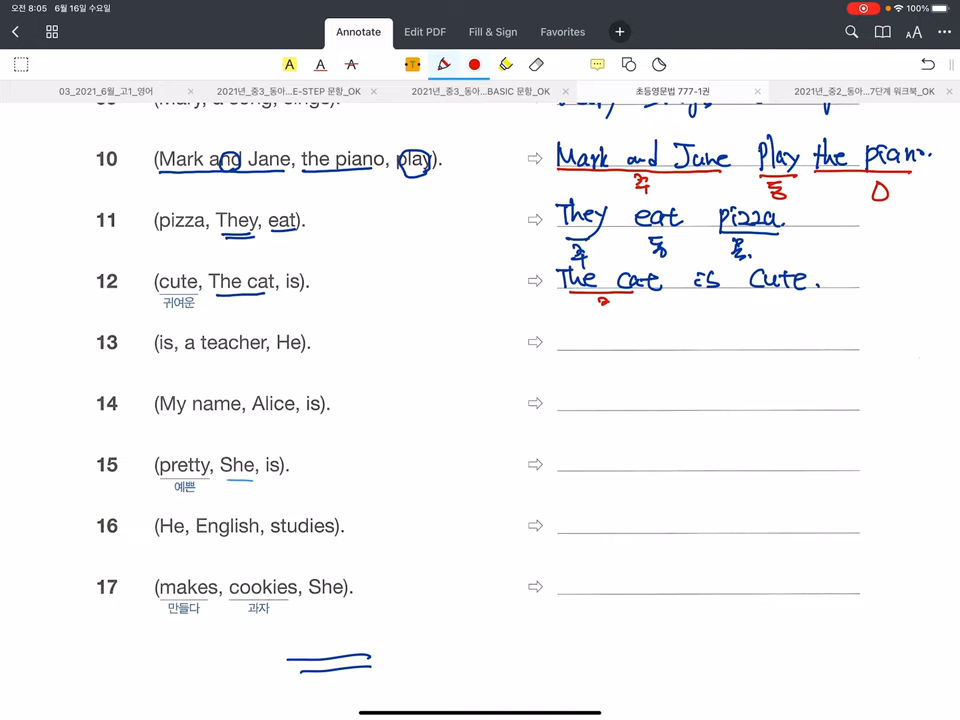 오전 8:05 6월 16일 수요일 100%
Annotate Edit PDF Fill & Sign Favorites
03_2021_6월_고1_영어 2021년_중3_동아...E-STEP 문항_OK 2021년_중3_동아...BASIC 문항_OK 초등영문법 777-1권 2021년_중2_동아...7단계 워크북_OK
10 (Mark and Jane, the piano, play). ⇨ Mark and Jane play the piano.
주 동 O
11 (pizza, They, eat). ⇨ They eat pizza.
주 동 목.
12 (cute, The cat, is). ⇨ The cat is cute.
귀여운
13 (is, a teacher, He). ⇨
14 (My name, Alice, is). ⇨
15 (pretty, She, is). ⇨
예쁜
16 (He, English, studies). ⇨
17 (makes, cookies, She). ⇨
만들다 과자